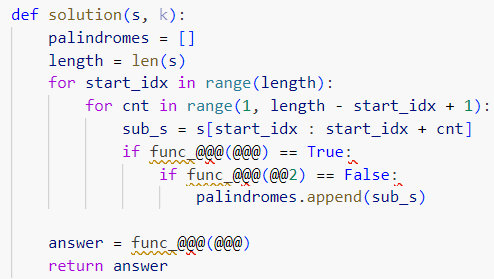 def solution(s, k):
    palindromes = []
    length = len(s)
    for start_idx in range(length):
        for cnt in range(1, length - start_idx + 1):
            sub_s = s[start_idx : start_idx + cnt]
            if func_@@@(@@@) == True:
                if func_@@@(@@2) == False:
                    palindromes.append(sub_s)
    answer = func_@@@(@@@)
    return answer